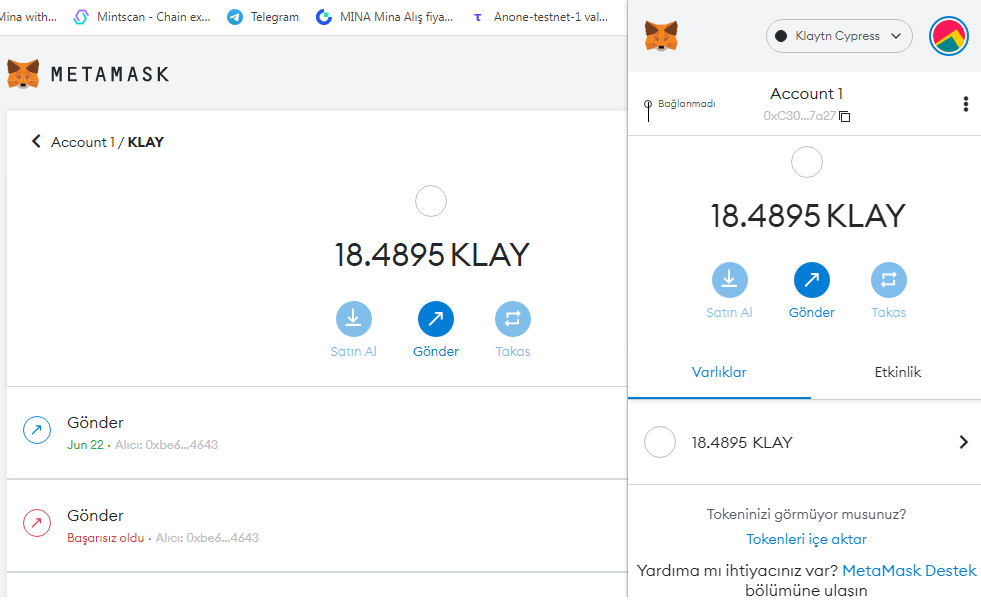 Mina with...
Mintscan - Chain ex...
Telegram
MINA Mina Alış fiya...
Anone-testnet-1 val...
METAMASK
Account 1 / KLAY
18.4895 KLAY
Satın Al
Gönder
Takas
Gönder
Jun 22 · Alıcı: 0xbe6...4643
Gönder
Başarısız oldu · Alıcı: 0xbe6...4643
Klaytn Cypress
Bağlanmadı
Account 1
0xC30...7a27
18.4895 KLAY
Satın Al
Gönder
Takas
Varlıklar
Etkinlik
18.4895 KLAY
Tokeninizi görmüyor musunuz?
Tokenleri içe aktar
Yardıma mı ihtiyacınız var? MetaMask Destek
bölümüne ulaşın